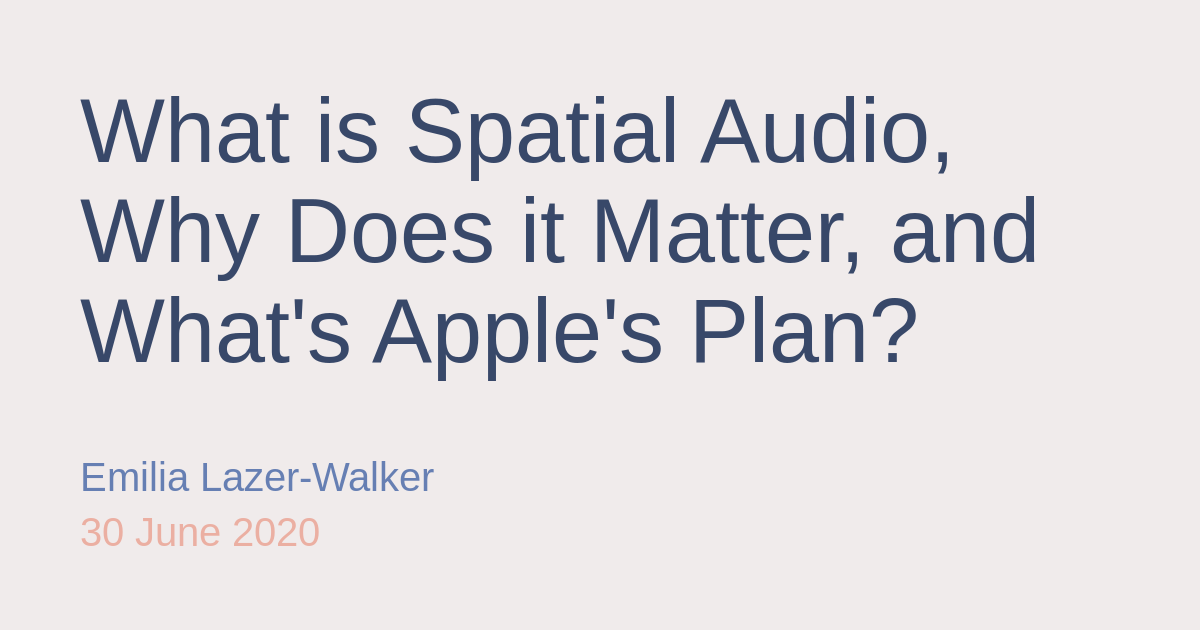 What is Spatial Audio,
Why Does it Matter, and
What's Apple's Plan?
Emilia Lazer-Walker
30 June 2020